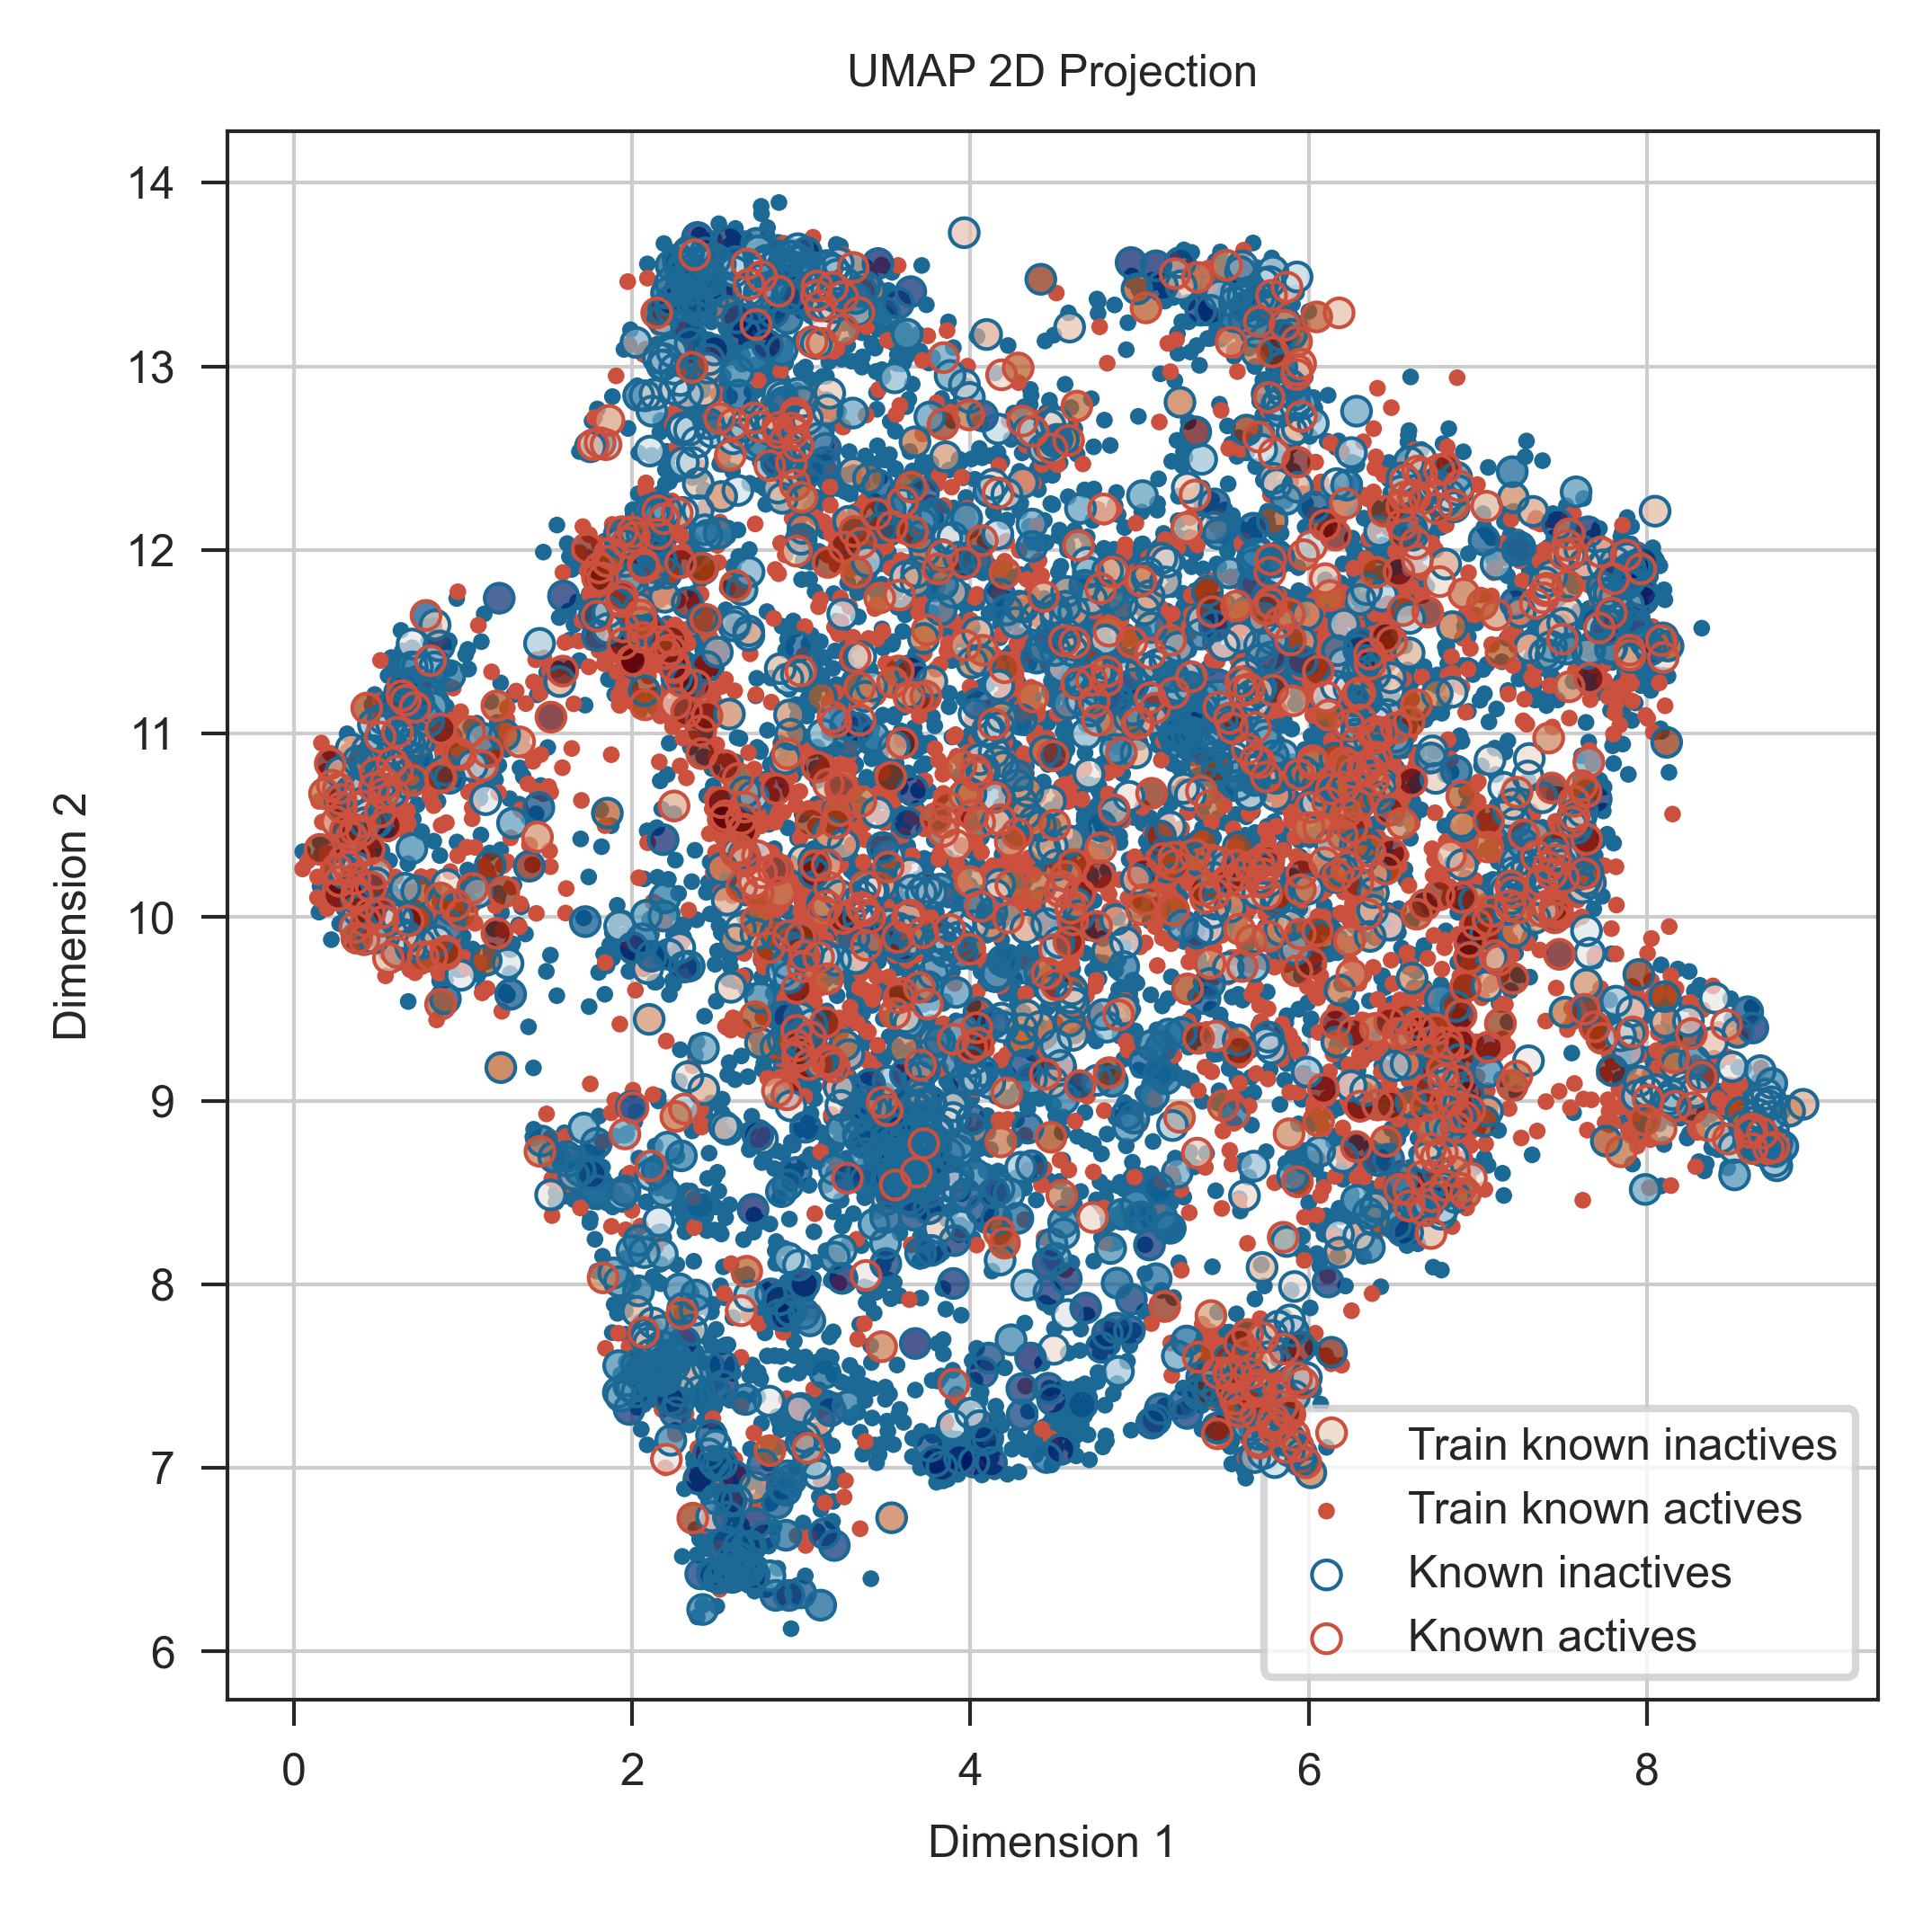 UMAP 2D Projection
14
13
12
11
10
9
8
7
6
Dimension 2
0 2 4 6 8
Dimension 1
Train known inactives
Train known actives
Known inactives
Known actives